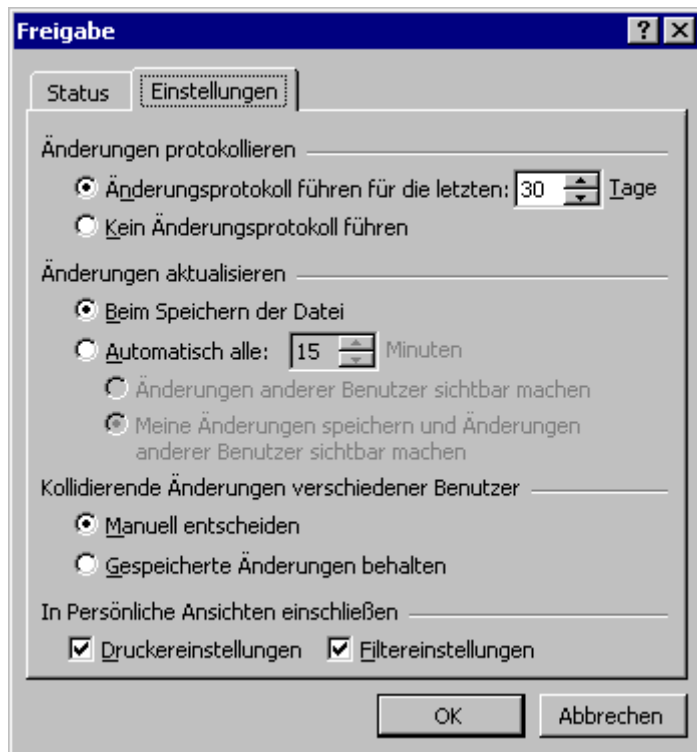 Freigabe
Status Einstellungen
Änderungen protokollieren
Änderungsprotokoll führen für die letzten: 30 Tage
Kein Änderungsprotokoll führen
Änderungen aktualisieren
Beim Speichern der Datei
Automatisch alle: 15 Minuten
Änderungen anderer Benutzer sichtbar machen
Meine Änderungen speichern und Änderungen
anderer Benutzer sichtbar machen
Kollidierende Änderungen verschiedener Benutzer
Manuell entscheiden
Gespeicherte Änderungen behalten
In Persönliche Ansichten einschließen
Druckereinstellungen Filtereinstellungen
OK Abbrechen